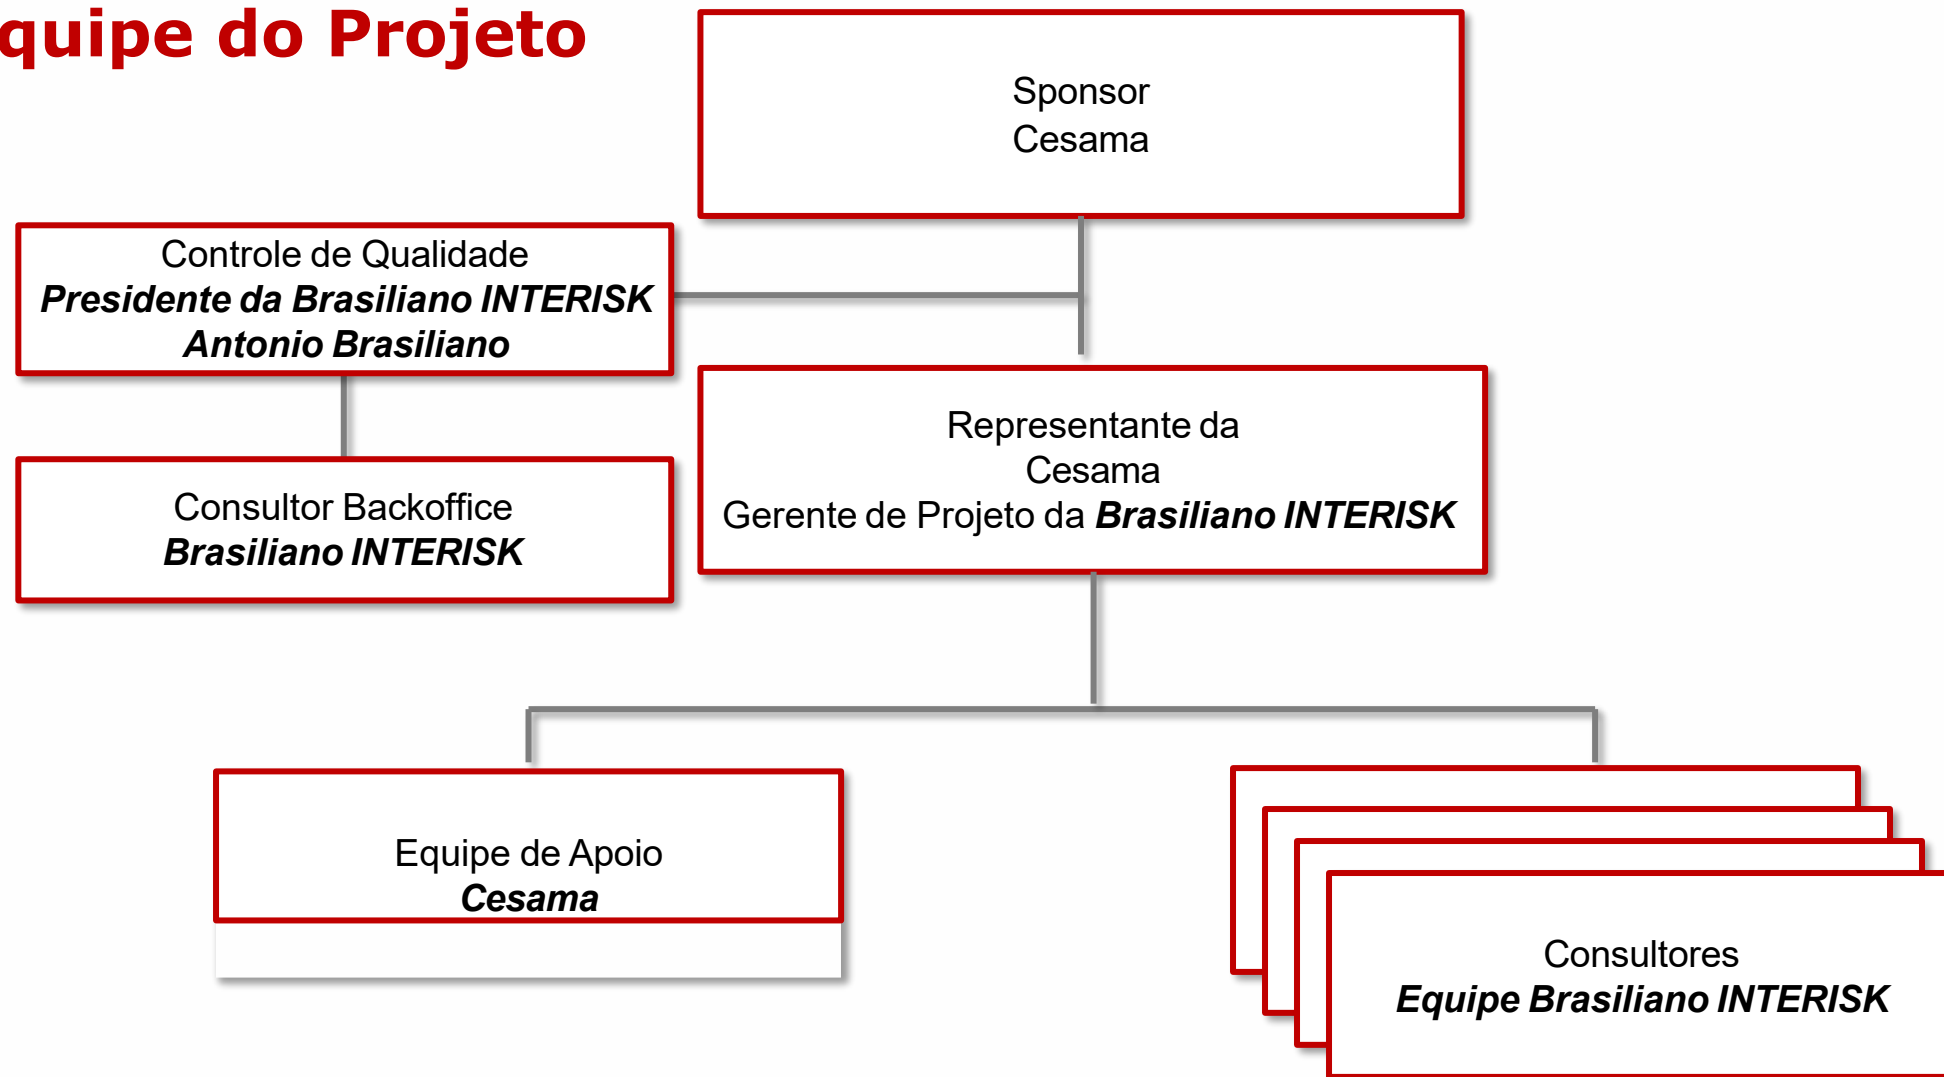 quipe do Projeto
Sponsor
Cesama
Controle de Qualidade
Presidente da Brasiliano INTERISK
Antonio Brasiliano
Representante da
Cesama
Gerente de Projeto da Brasiliano INTERISK
Consultor Backoffice
Brasiliano INTERISK
Equipe de Apoio
Cesama
Consultores
Equipe Brasiliano INTERISK